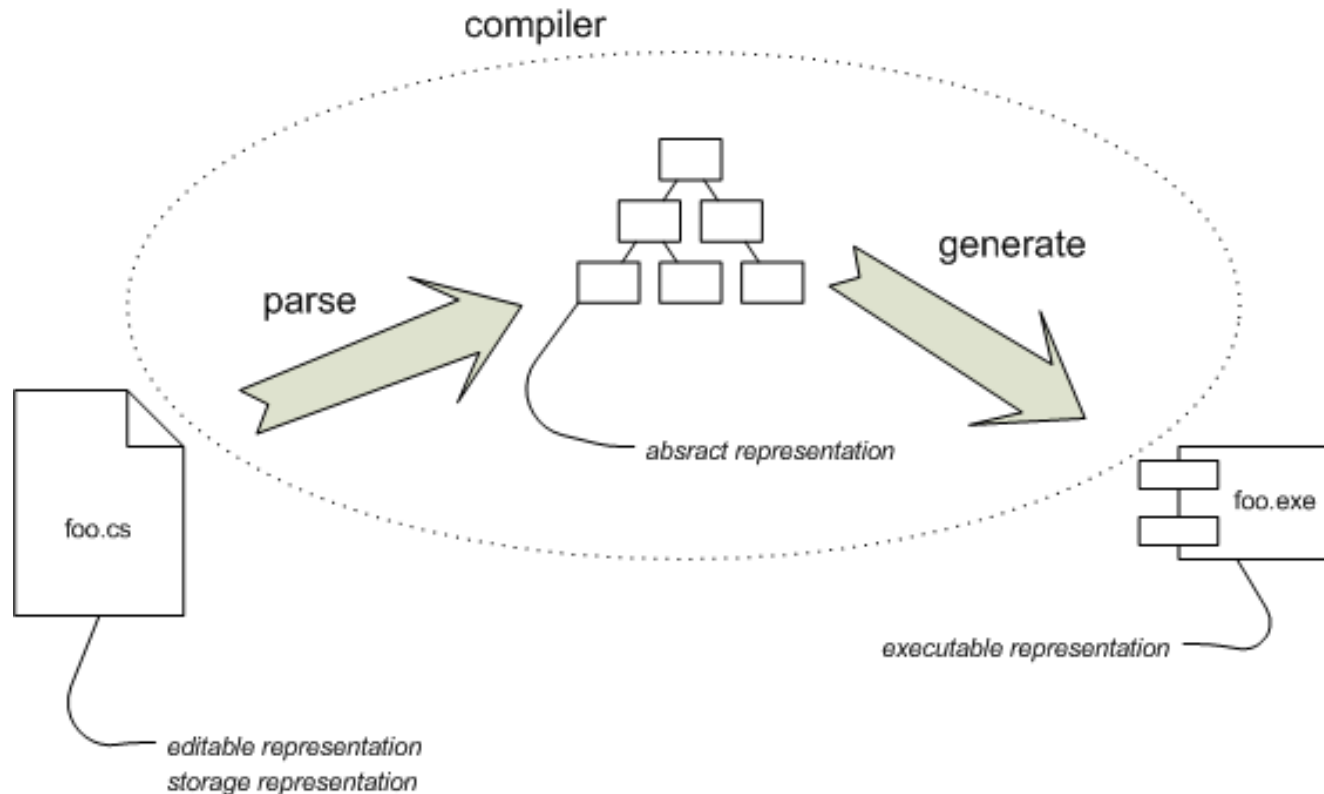 compiler
generate
parse
absract representation
foo.cs
foo.exe
executable representation
editable representation
storage representation